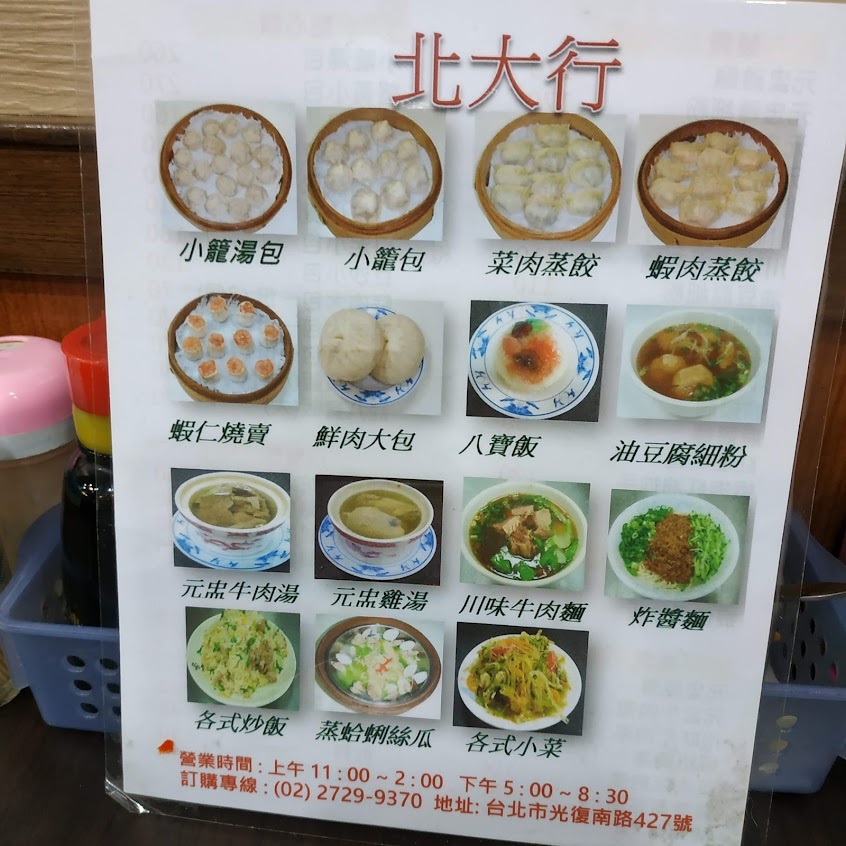 北大行
小籠湯包 小籠包 菜肉蒸餃 蝦肉蒸餃
蝦仁燒賣 鮮肉大包 八寶飯 油豆腐細粉
元盅牛肉湯 元盅雞湯 川味牛肉麵 炸醬麵
各式炒飯 蒸蛤蜊絲瓜 各式小菜
營業時間 : 上午 11 : 00 ~ 2 : 00 下午 5 : 00 ~ 8 : 30
訂購專線 : (02) 2729-9370 地址: 台北市光復南路427號